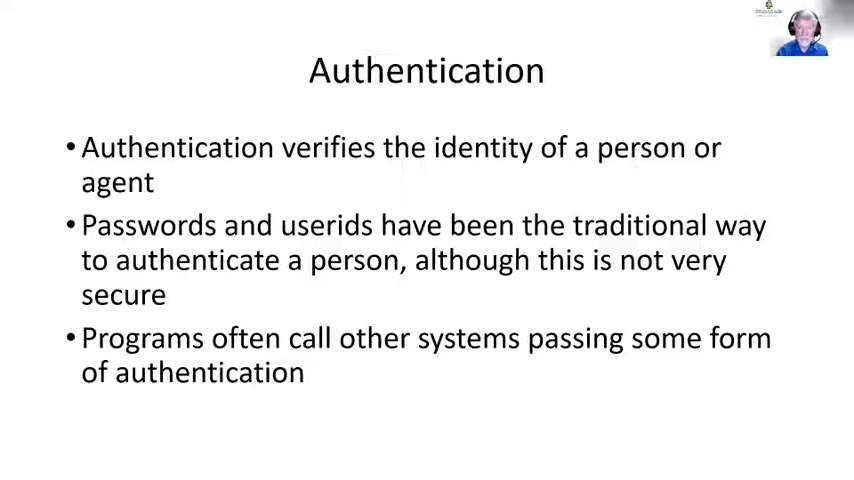 Authentication
•Authentication verifies the identity of a person or
agent
•Passwords and userids have been the traditional way
to authenticate a person, although this is not very
secure
•Programs often call other systems passing some form
of authentication